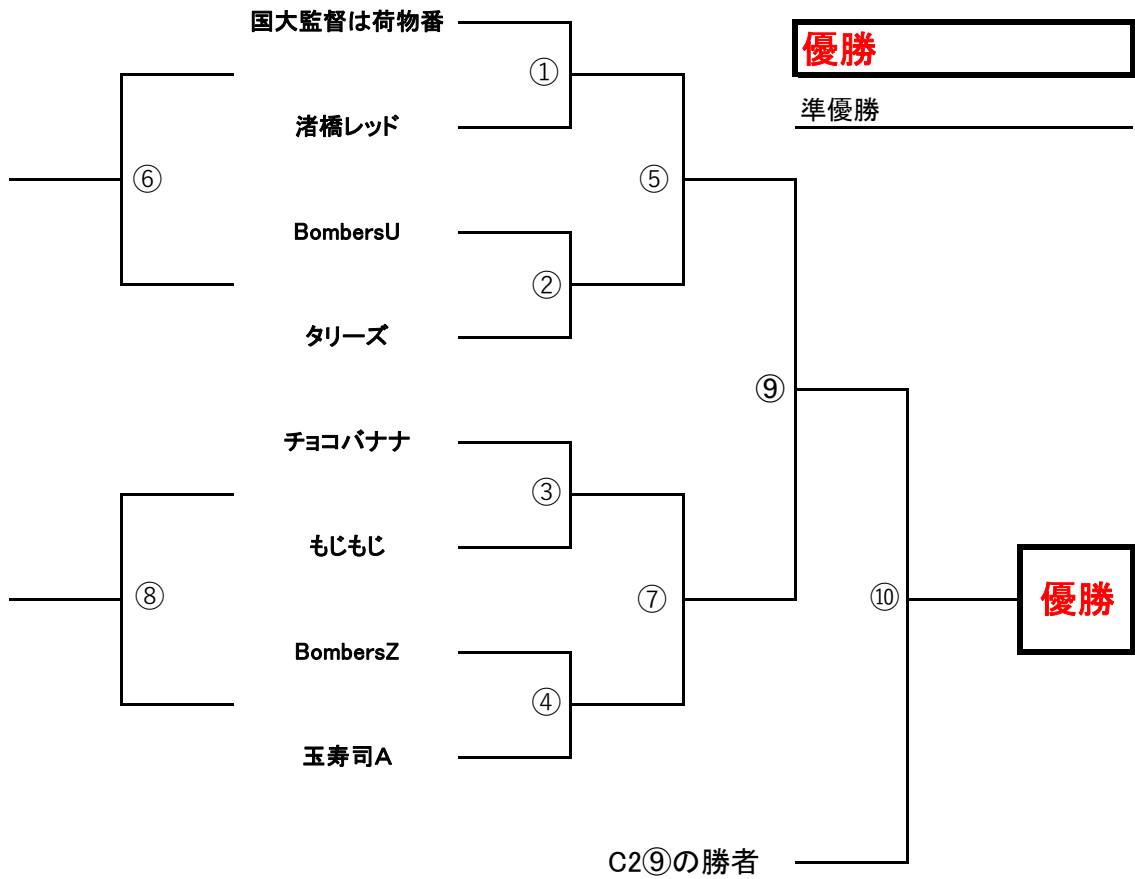 国大監督は荷物番
優勝
①
準優勝
渚橋レッド
⑥
⑤
BombersU
②
タリーズ
⑨
チョコバナナ
③
もじもじ
⑧
⑦
⑩
優勝
BombersZ
④
玉寿司A
C2⑨の勝者